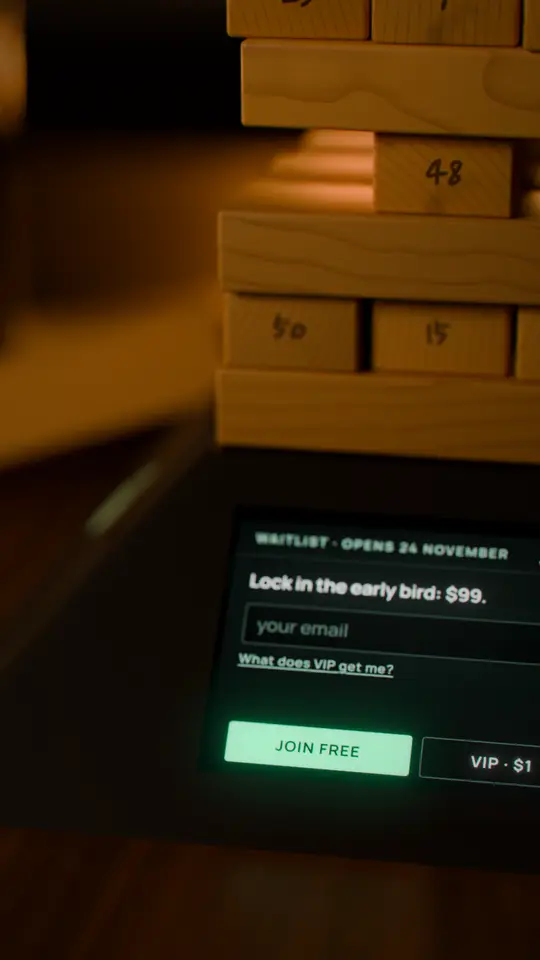 48
50 15
WAITLIST · OPENS 24 NOVEMBER
Lock in the early bird: $99.
your email
What does VIP get me?
JOIN FREE
VIP · $1